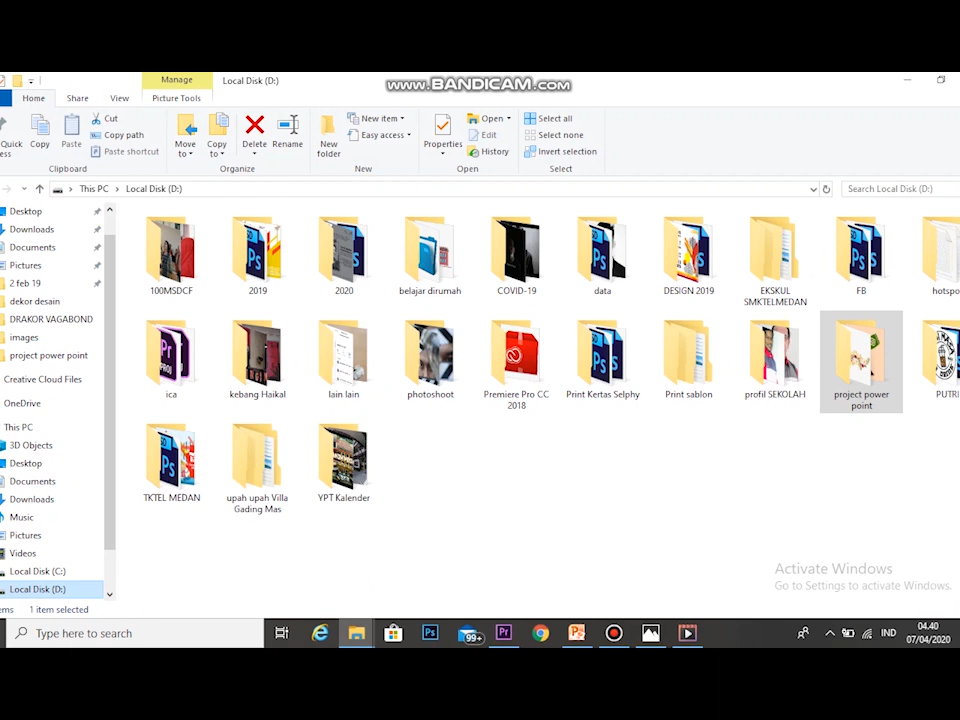 www.BANDICAM.com
Manage
Local Disk (D:)
Home
Share
View
Picture Tools
Quick
ess
Copy
Paste
Cut
Copy path
Paste shortcut
Clipboard
Move to
Copy to
Delete
Rename
Organize
New folder
New item
Easy access
New
Properties
Open
Edit
History
Open
Select all
Select none
Invert selection
Select
This PC > Local Disk (D:)
Search Local Disk (D:)
Desktop
Downloads
Documents
Pictures
2 feb 19
dekor desain
DRAKOR VAGABOND
images
project power point
Creative Cloud Files
OneDrive
This PC
3D Objects
Desktop
Documents
Downloads
Music
Pictures
Videos
Local Disk (C:)
Local Disk (D:)
100MSDCF
2019
2020
belajar dirumah
COVID-19
data
DESIGN 2019
EKSKUL
SMKTELMEDAN
FB
hotspo
ica
kebang Haikal
lain lain
photoshoot
Premiere Pro CC
2018
Print Kertas Selphy
Print sablon
profil SEKOLAH
project power
point
PUTRI
TKTEL MEDAN
upah upah Villa
Gading Mas
YPT Kalender
Activate Windows
Go to Settings to activate Windows.
ems
1 item selected
Type here to search
99+
IND
04.40
07/04/2020